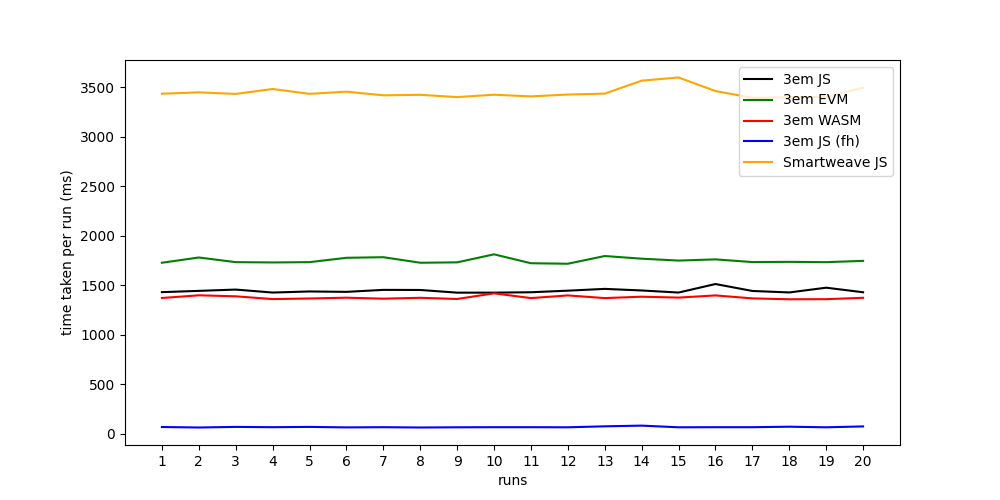 3500
3000
2500
2000
1500
1000
500
0
time taken per run (ms)
3em JS
3em EVM
3em WASM
3em JS (fh)
Smartweave JS
1 2 3 4 5 6 7 8 9 10 11 12 13 14 15 16 17 18 19 20
runs